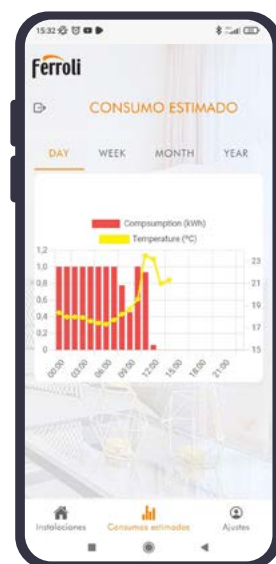 15:32
Ferroli
CONSUMO ESTIMADO
DAY WEEK MONTH YEAR
Compsumption (kWh)
Temperature (°C)
1,2
1,0
0,8
0,6
0,4
0,2
0
23
21
19
17
15
00:00 03:00 06:00 09:00 12:00 15:00 18:00 21:00
Instalaciones Consumos estimados Ajustes